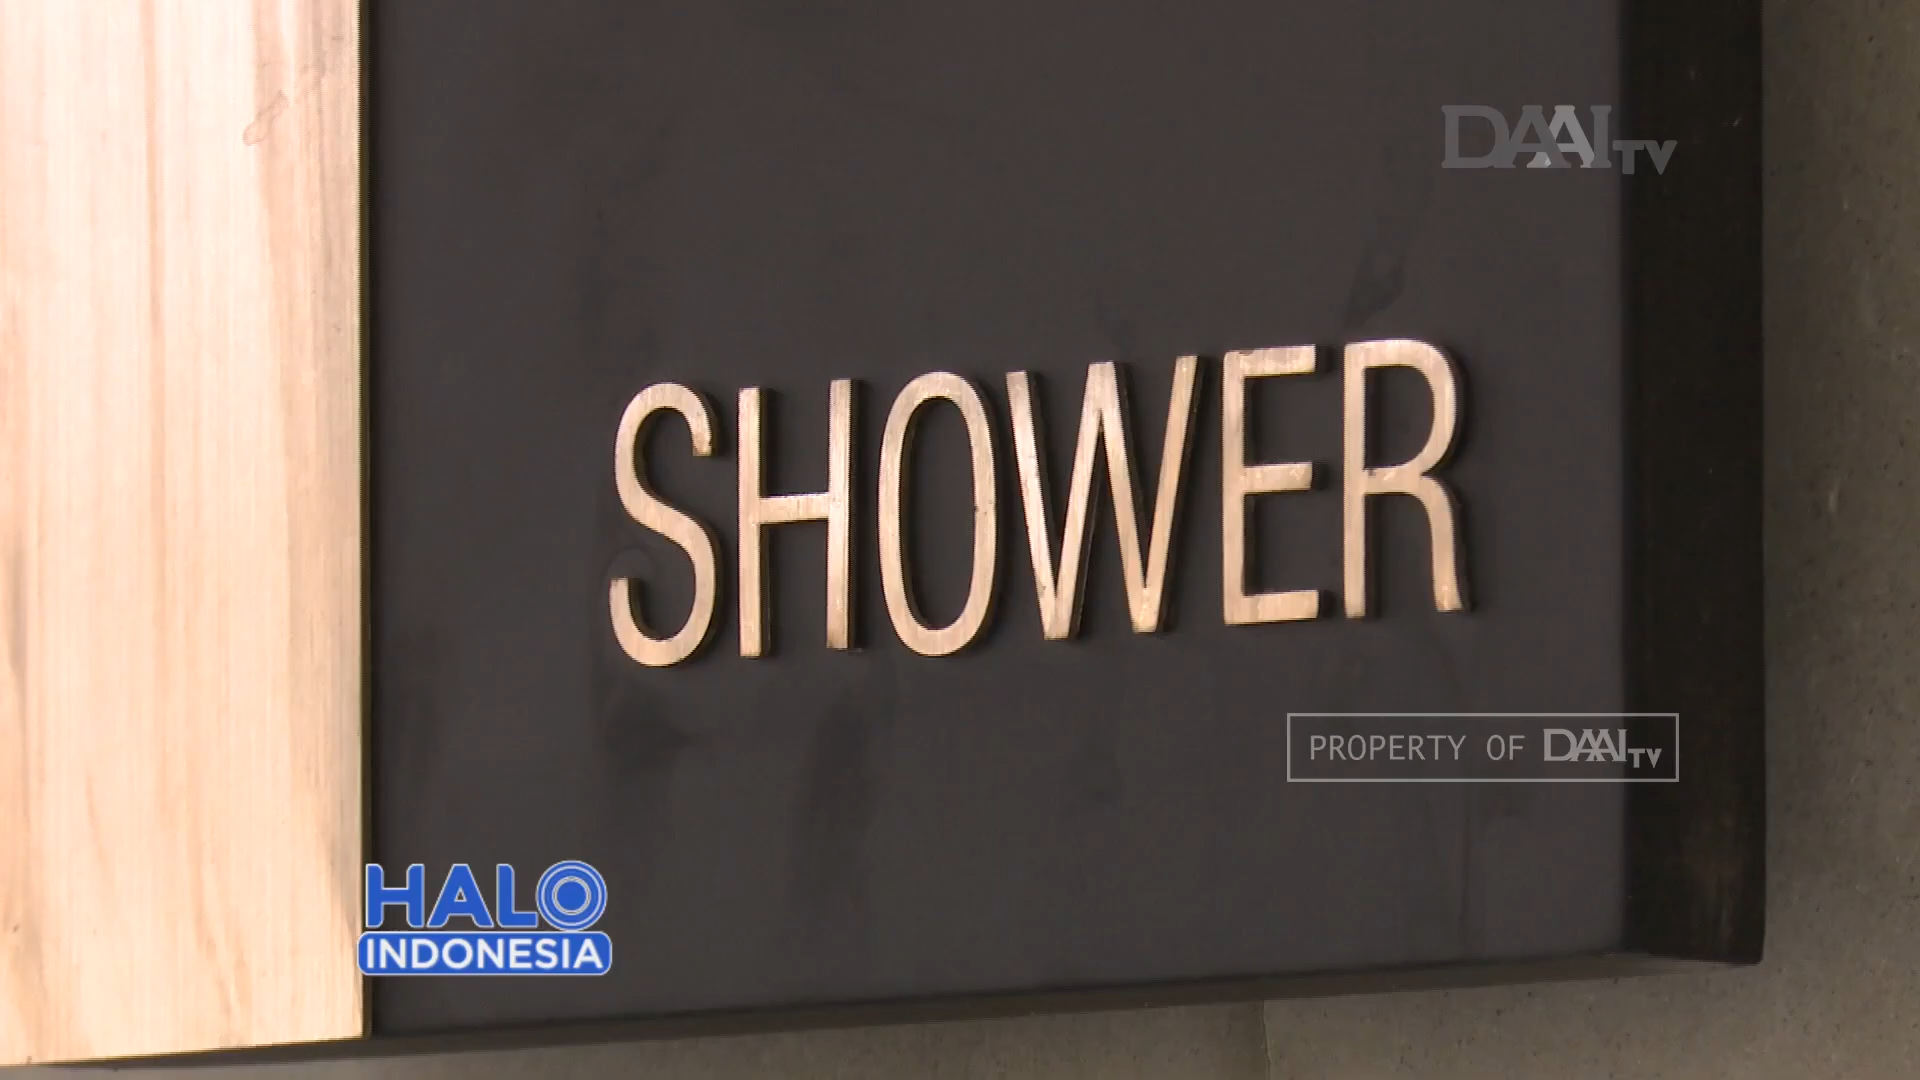 DAAI TV
SHOWER
PROPERTY OF DAAI TV
HALO
INDONESIA